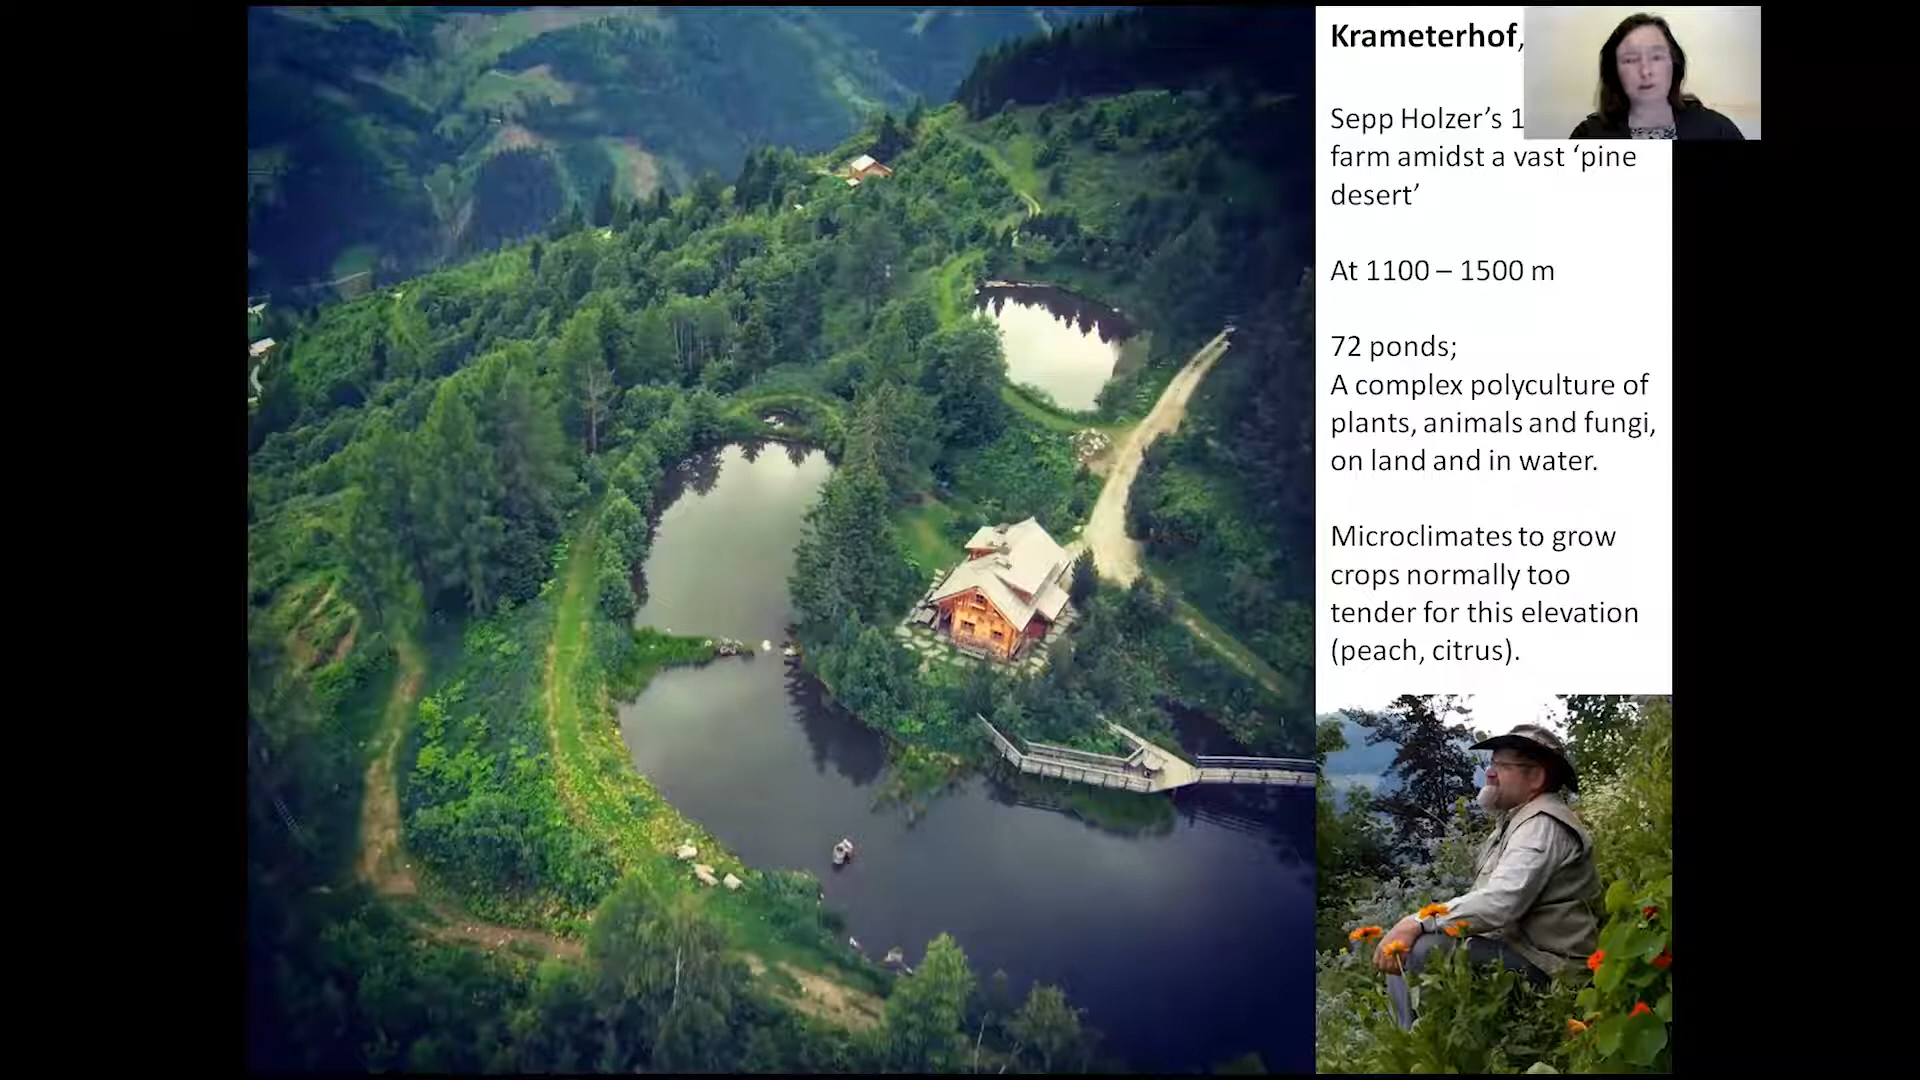 Krameterhof,
Sepp Holzer’s 1
farm amidst a vast ‘pine
desert’
At 1100 – 1500 m
72 ponds;
A complex polyculture of
plants, animals and fungi,
on land and in water.
Microclimates to grow
crops normally too
tender for this elevation
(peach, citrus).